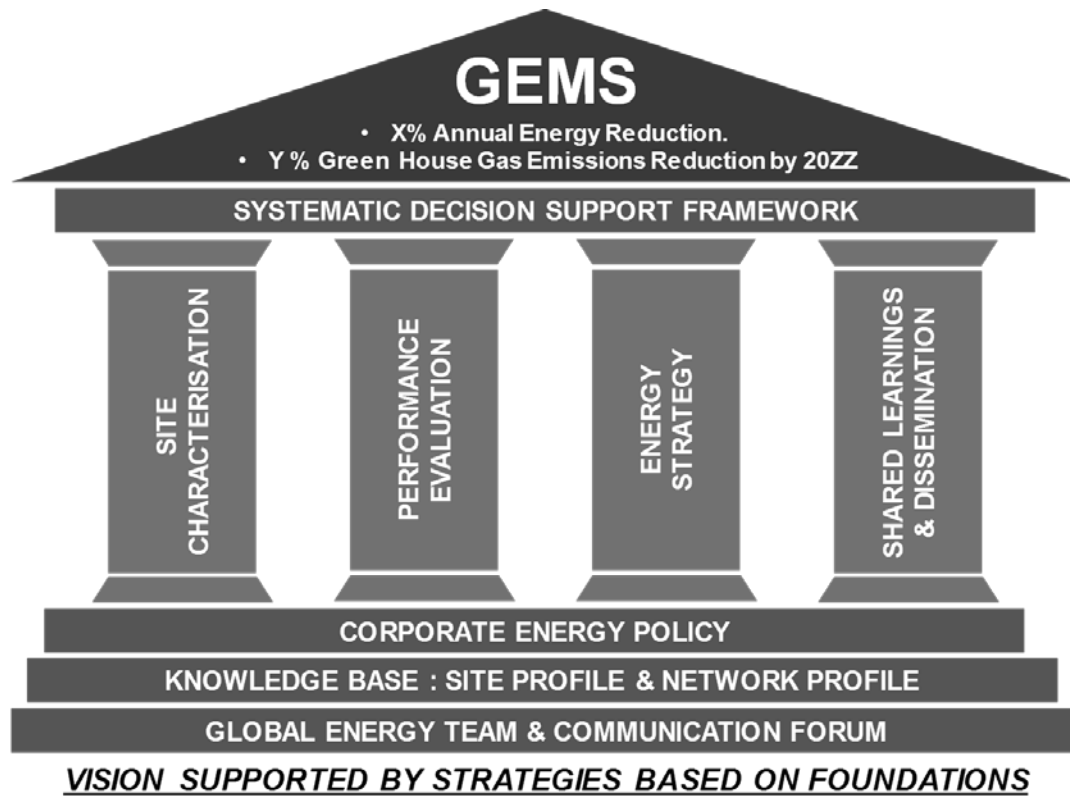 GEMS
• X% Annual Energy Reduction.
• Y % Green House Gas Emissions Reduction by 20ZZ
SYSTEMATIC DECISION SUPPORT FRAMEWORK
SITE
CHARACTERISATION
PERFORMANCE
EVALUATION
ENERGY
STRATEGY
SHARED LEARNINGS
& DISSEMINATION
CORPORATE ENERGY POLICY
KNOWLEDGE BASE : SITE PROFILE & NETWORK PROFILE
GLOBAL ENERGY TEAM & COMMUNICATION FORUM
VISION SUPPORTED BY STRATEGIES BASED ON FOUNDATIONS